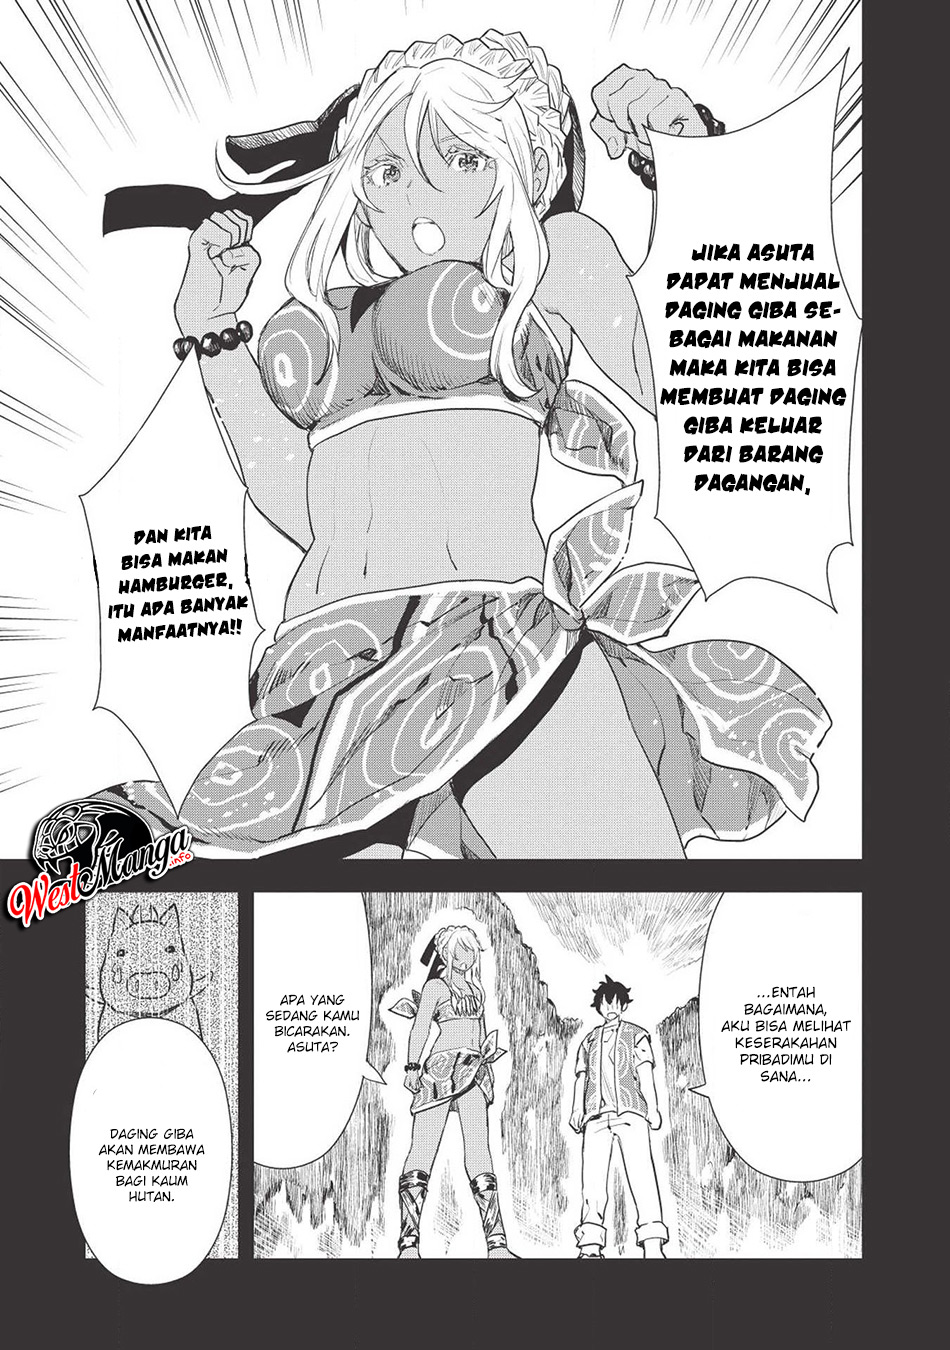 JIKA ASUTA
DAPAT MENJUAL
DAGING GIBA SE-
BAGAI MAKANAN
MAKA KITA BISA
MEMBUAT DAGING
GIBA KELUAR
DARI BARANG
DAGANGAN,
DAN KITA
BISA MAKAN
HAMBURGER,
ITU ADA BANYAK
MANFAATNYA!!
WestManga
.info
...ENTAH
BAGAIMANA,
AKU BISA MELIHAT
KESERAKAHAN
PRIBADIMU DI
SANA...
APA YANG
SEDANG KAMU
BICARAKAN.
ASUTA?
DAGING GIBA
AKAN MEMBAWA
KEMAKMURAN
BAGI KAUM
HUTAN.